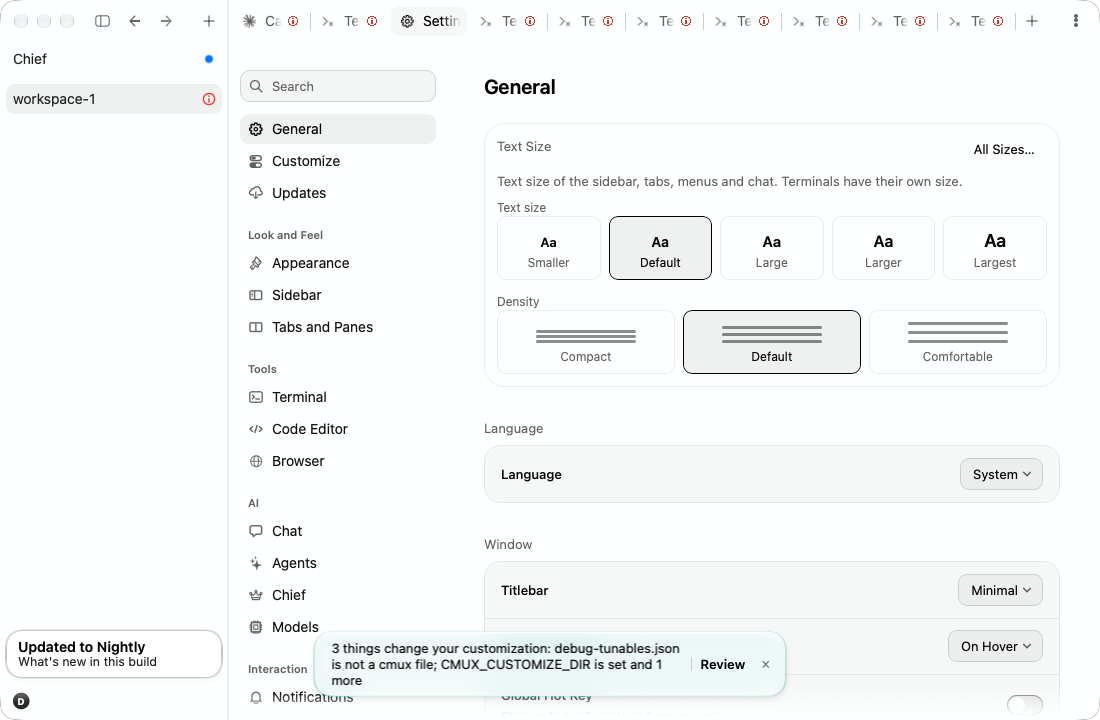 Ca
Te
Settin
Te
Te
Te
Te
Te
Te
Te
Chief
workspace-1
Search
General
Customize
Updates
Look and Feel
Appearance
Sidebar
Tabs and Panes
Tools
Terminal
Code Editor
Browser
AI
Chat
Agents
Chief
Models
Interaction
Notifications
Updated to Nightly
What's new in this build
D
General
Text Size
All Sizes...
Text size of the sidebar, tabs, menus and chat. Terminals have their own size.
Text size
Aa Aa Aa Aa Aa
Smaller Default Large Larger Largest
Density
Compact Default Comfortable
Language
Language System
Window
Titlebar Minimal
On Hover
3 things change your customization: debug-tunables.json
is not a cmux file; CMUX_CUSTOMIZE_DIR is set and 1
more
Review
Global Hot Key